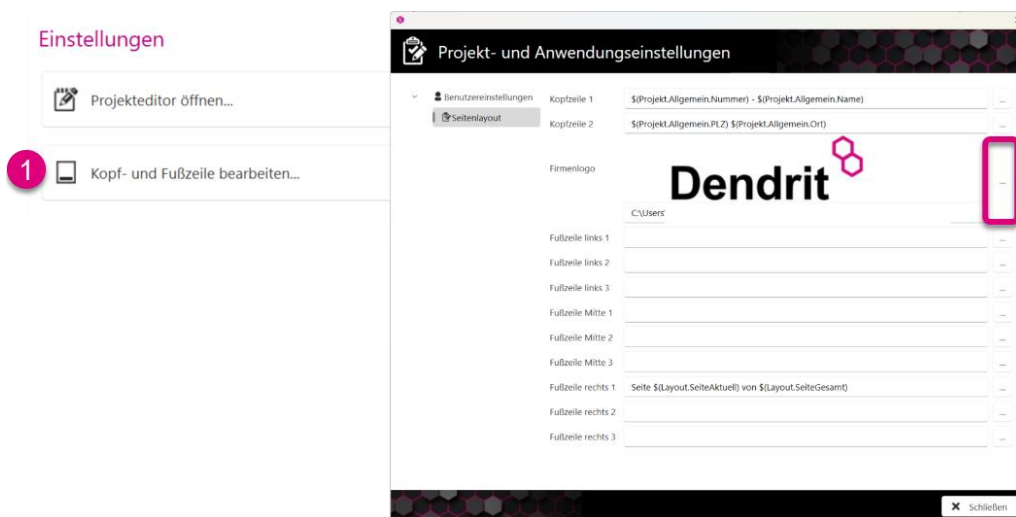 Einstellungen
Projekteditor öffnen...
1
Kopf- und Fußzeile bearbeiten...
Projekt- und Anwendungseinstellungen
Benutzereinstellungen
Seitenlayout
Kopfzeile 1 $(Projekt.Allgemein.Nummer) - $(Projekt.Allgemein.Name) ...
Kopfzeile 2 $(Projekt.Allgemein.PLZ) $(Projekt.Allgemein.Ort) ...
Firmenlogo Dendrit ...
C:\Users
Fußzeile links 1 ...
Fußzeile links 2 ...
Fußzeile links 3 ...
Fußzeile Mitte 1 ...
Fußzeile Mitte 2 ...
Fußzeile Mitte 3 ...
Fußzeile rechts 1 Seite $(Layout.SeiteAktuell) von $(Layout.SeiteGesamt) ...
Fußzeile rechts 2 ...
Fußzeile rechts 3 ...
Schließen